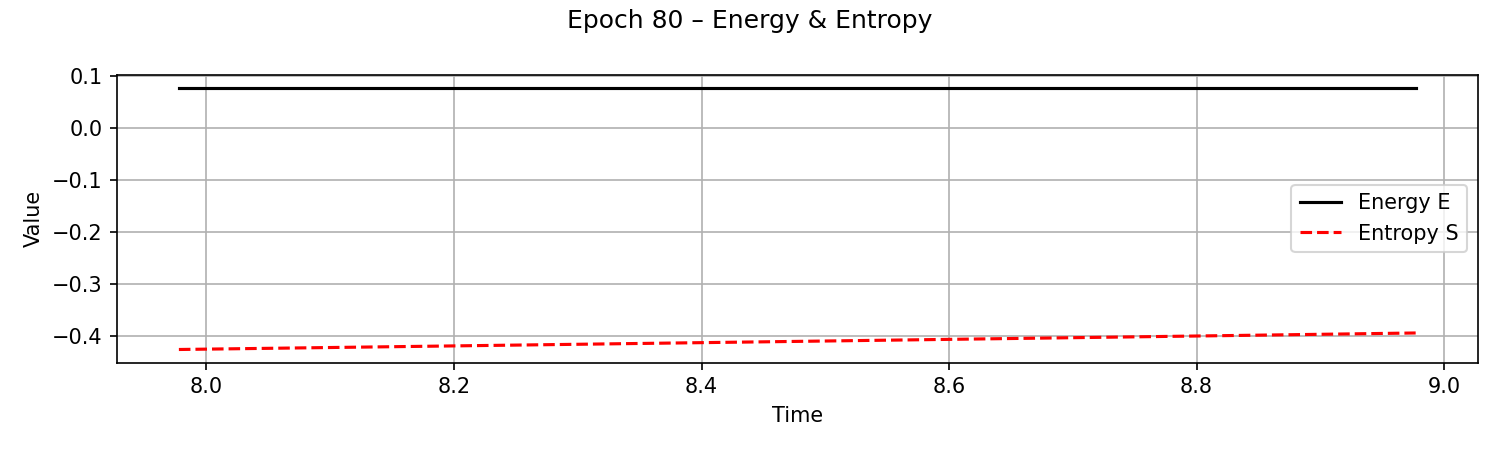 Epoch 80 – Energy & Entropy
0.1
0.0
−0.1
−0.2
−0.3
−0.4
Value
Energy E
Entropy S
8.0 8.2 8.4 8.6 8.8 9.0
Time